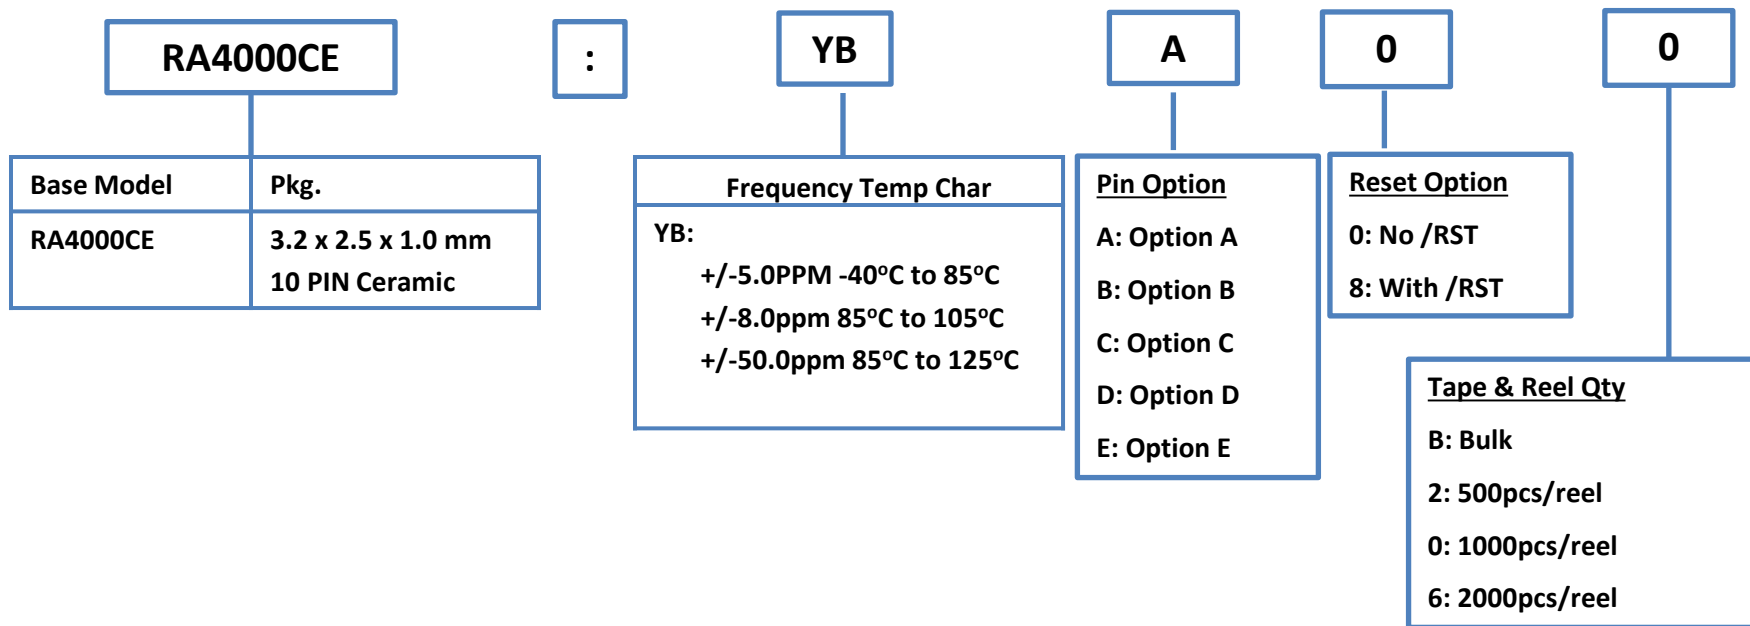 RA4000CE : YB A 0 0
Base Model Pkg.
RA4000CE 3.2 x 2.5 x 1.0 mm
10 PIN Ceramic
Frequency Temp Char
YB:
+/-5.0PPM -40ºC to 85ºC
+/-8.0ppm 85ºC to 105ºC
+/-50.0ppm 85ºC to 125ºC
Pin Option
A: Option A
B: Option B
C: Option C
D: Option D
E: Option E
Reset Option
0: No /RST
8: With /RST
Tape & Reel Qty
B: Bulk
2: 500pcs/reel
0: 1000pcs/reel
6: 2000pcs/reel